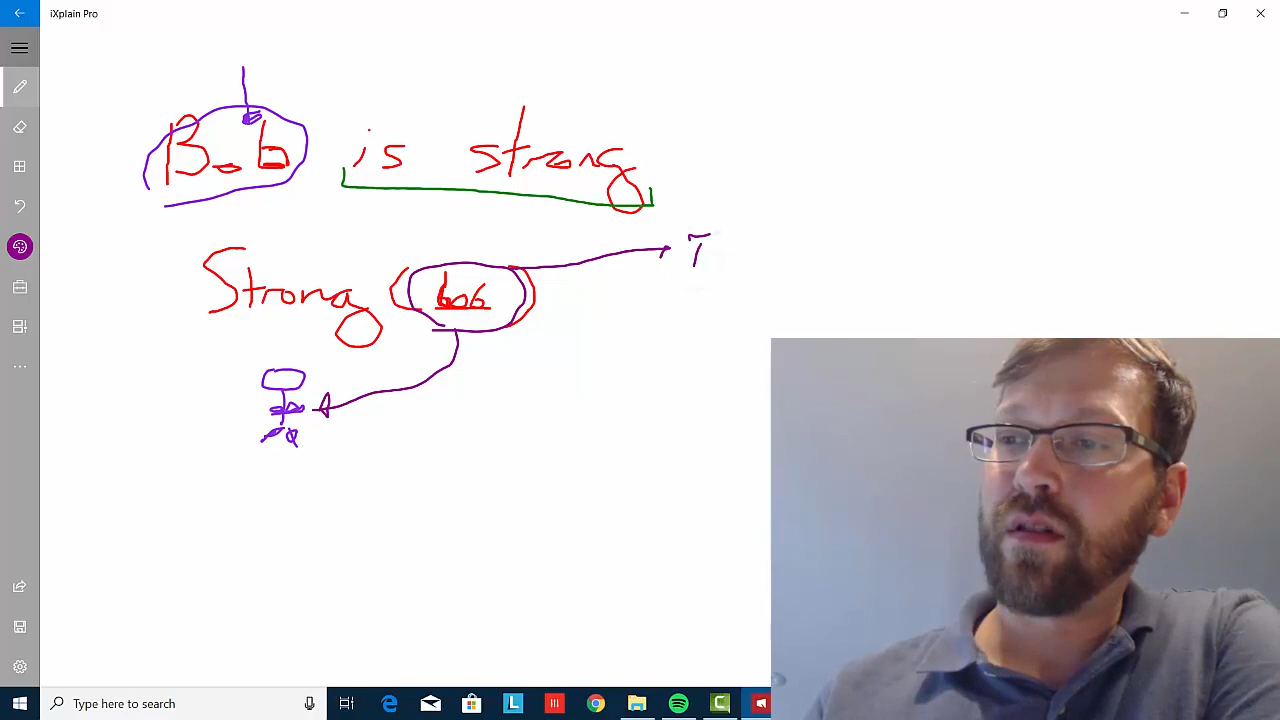 iXplain Pro
Bob is strong
T
Strong (bob)
Type here to search